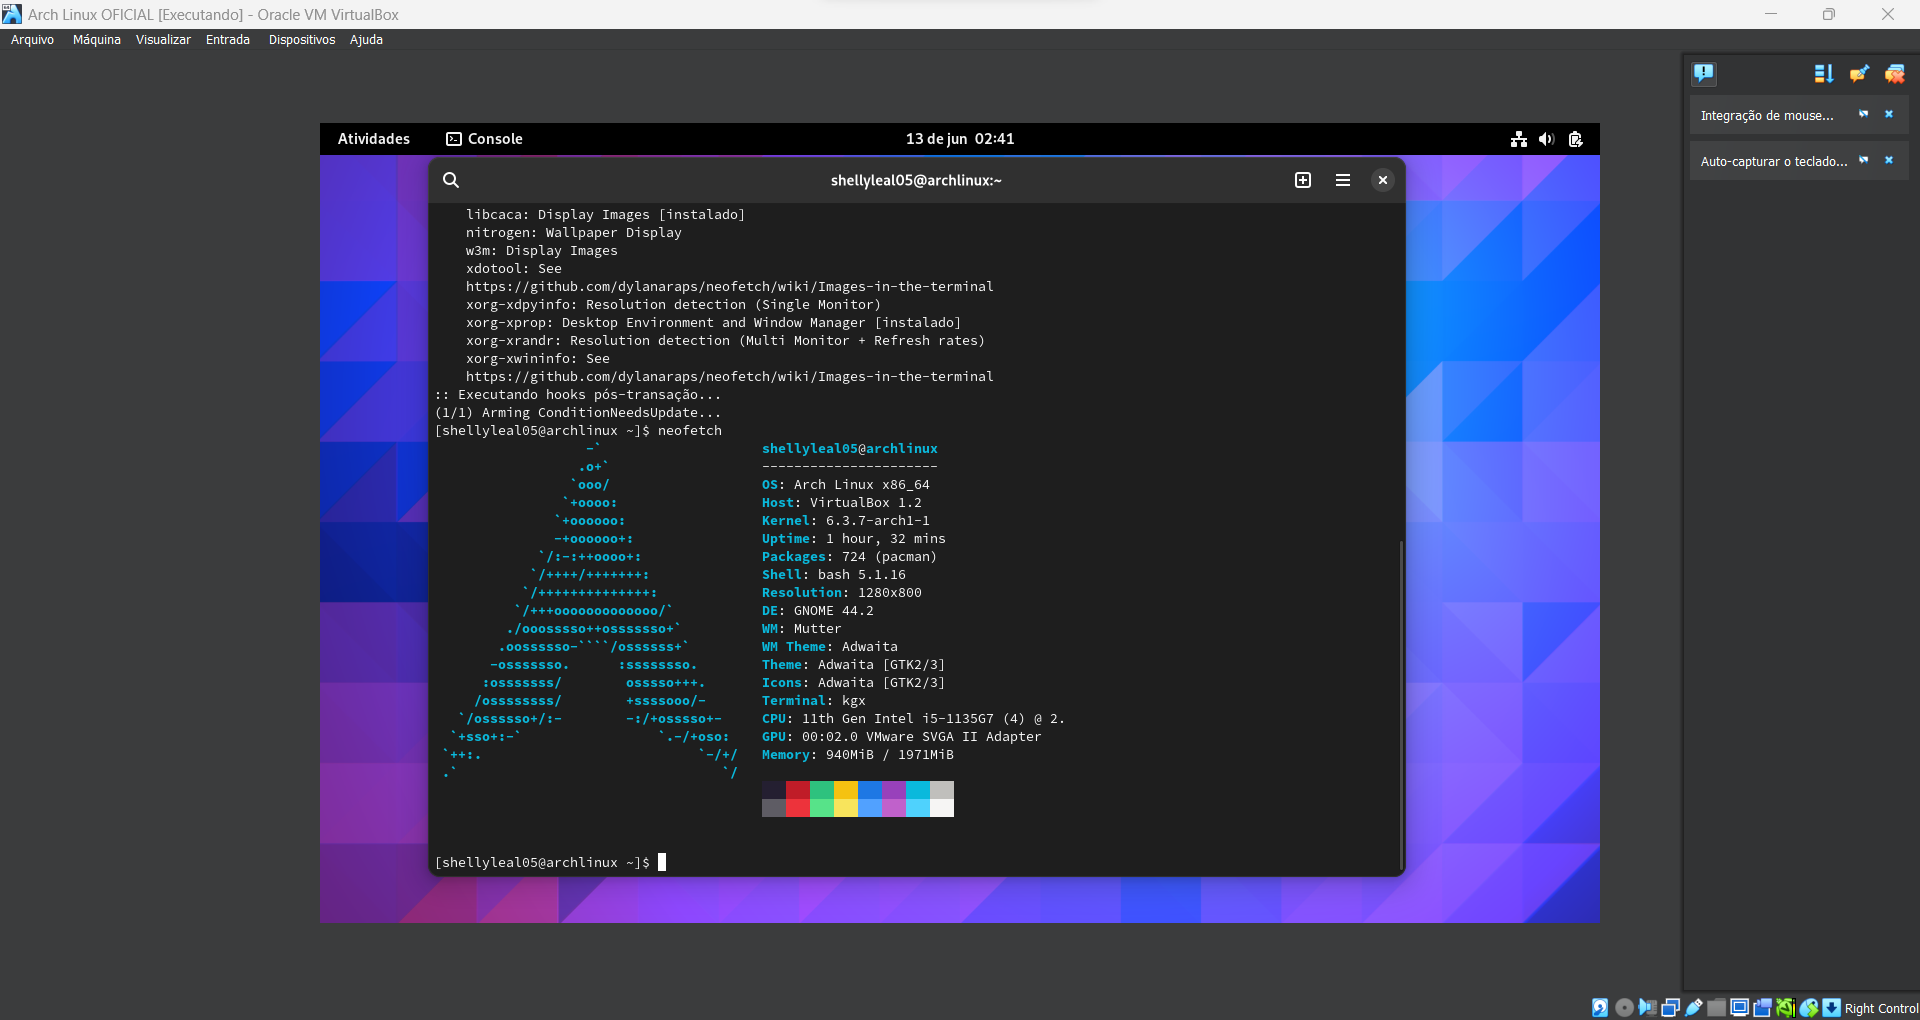 Arch Linux OFICIAL [Executando] - Oracle VM VirtualBox
Arquivo Máquina Visualizar Entrada Dispositivos Ajuda
Integração de mouse...
Auto-capturar o teclado...
Atividades Console 13 de jun 02:41
shellyleal05@archlinux:~
libcaca: Display Images [instalado]
nitrogen: Wallpaper Display
w3m: Display Images
xdotool: See
https://github.com/dylanaraps/neofetch/wiki/Images-in-the-terminal
xorg-xdpyinfo: Resolution detection (Single Monitor)
xorg-xprop: Desktop Environment and Window Manager [instalado]
xorg-xrandr: Resolution detection (Multi Monitor + Refresh rates)
xorg-xwininfo: See
https://github.com/dylanaraps/neofetch/wiki/Images-in-the-terminal
:: Executando hooks pós-transação...
(1/1) Arming ConditionNeedsUpdate...
[shellyleal05@archlinux ~]$ neofetch
shellyleal05@archlinux
----------------------
OS: Arch Linux x86_64
Host: VirtualBox 1.2
Kernel: 6.3.7-arch1-1
Uptime: 1 hour, 32 mins
Packages: 724 (pacman)
Shell: bash 5.1.16
Resolution: 1280x800
DE: GNOME 44.2
WM: Mutter
WM Theme: Adwaita
Theme: Adwaita [GTK2/3]
Icons: Adwaita [GTK2/3]
Terminal: kgx
CPU: 11th Gen Intel i5-1135G7 (4) @ 2.
GPU: 00:02.0 VMware SVGA II Adapter
Memory: 940MiB / 1971MiB
[shellyleal05@archlinux ~]$
Right Control